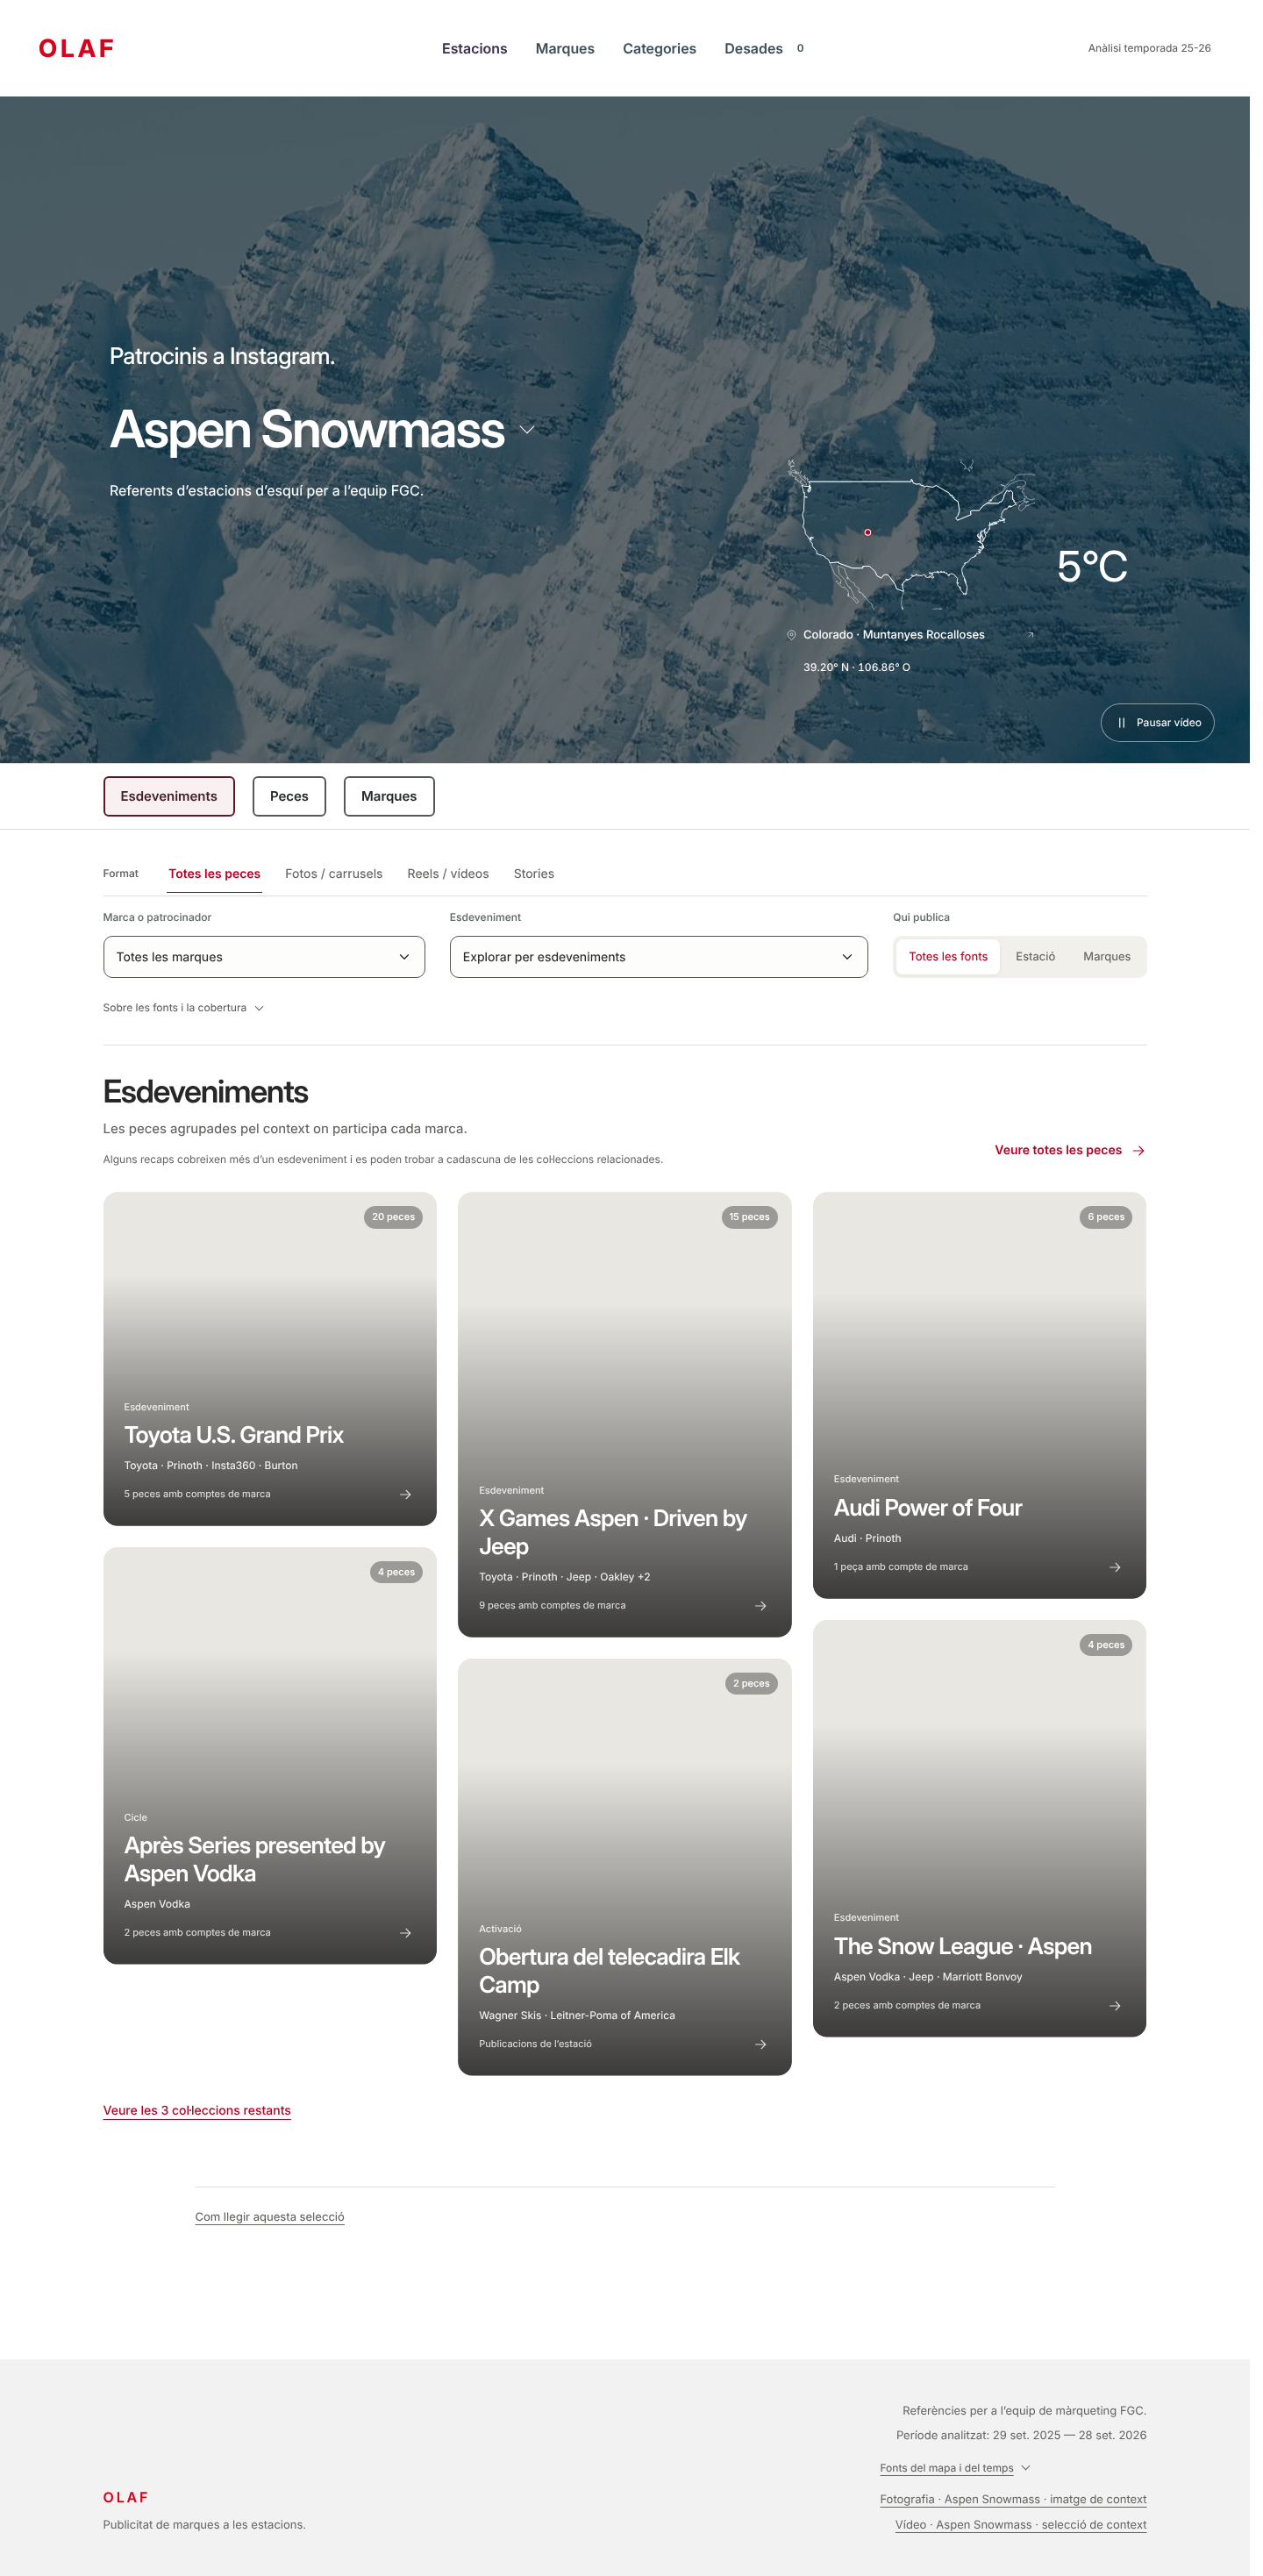 OLAF
Estacions
Marques
Categories
Desades 0
Anàlisi temporada 25-26
Patrocinis a Instagram.
Aspen Snowmass
Referents d’estacions d’esquí per a l’equip FGC.
5°C
Colorado · Muntanyes Rocalloses
39.20° N · 106.86° O
Pausar vídeo
Esdeveniments
Peces
Marques
Format
Totes les peces
Fotos / carrusels
Reels / vídeos
Stories
Marca o patrocinador
Totes les marques
Esdeveniment
Explorar per esdeveniments
Qui publica
Totes les fonts
Estació
Marques
Sobre les fonts i la cobertura
Esdeveniments
Les peces agrupades pel context on participa cada marca.
Alguns recaps cobreixen més d’un esdeveniment i es poden trobar a cadascuna de les col·leccions relacionades.
Veure totes les peces
20 peces
Esdeveniment
Toyota U.S. Grand Prix
Toyota · Prinoth · Insta360 · Burton
5 peces amb comptes de marca
15 peces
Esdeveniment
X Games Aspen · Driven by
Jeep
Toyota · Prinoth · Jeep · Oakley +2
9 peces amb comptes de marca
6 peces
Esdeveniment
Audi Power of Four
Audi · Prinoth
1 peça amb compte de marca
4 peces
Cicle
Après Series presented by
Aspen Vodka
Aspen Vodka
2 peces amb comptes de marca
2 peces
Activació
Obertura del telecadira Elk
Camp
Wagner Skis · Leitner-Poma of America
Publicacions de l’estació
4 peces
Esdeveniment
The Snow League · Aspen
Aspen Vodka · Jeep · Marriott Bonvoy
2 peces amb comptes de marca
Veure les 3 col·leccions restants
Com llegir aquesta selecció
OLAF
Publicitat de marques a les estacions.
Referències per a l’equip de màrqueting FGC.
Període analitzat: 29 set. 2025 — 28 set. 2026
Fonts del mapa i del temps
Fotografia · Aspen Snowmass · imatge de context
Vídeo · Aspen Snowmass · selecció de context